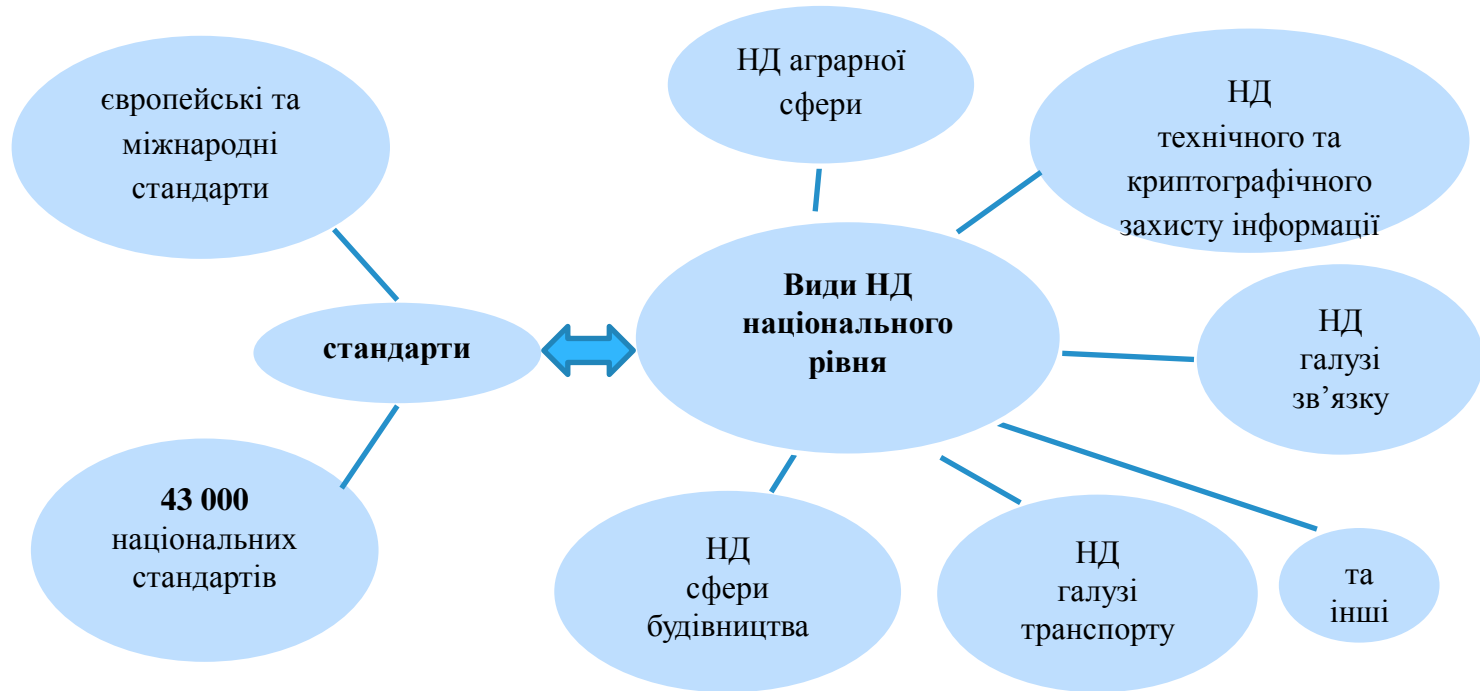 європейські та
міжнародні
стандарти
НД аграрної
сфери
НД
технічного та
криптографічного
захисту інформації
Види НД
національного
рівня
стандарти
НД
галузі
зв’язку
43 000
національних
стандартів
НД
сфери
будівництва
НД
галузі
транспорту
та
інші